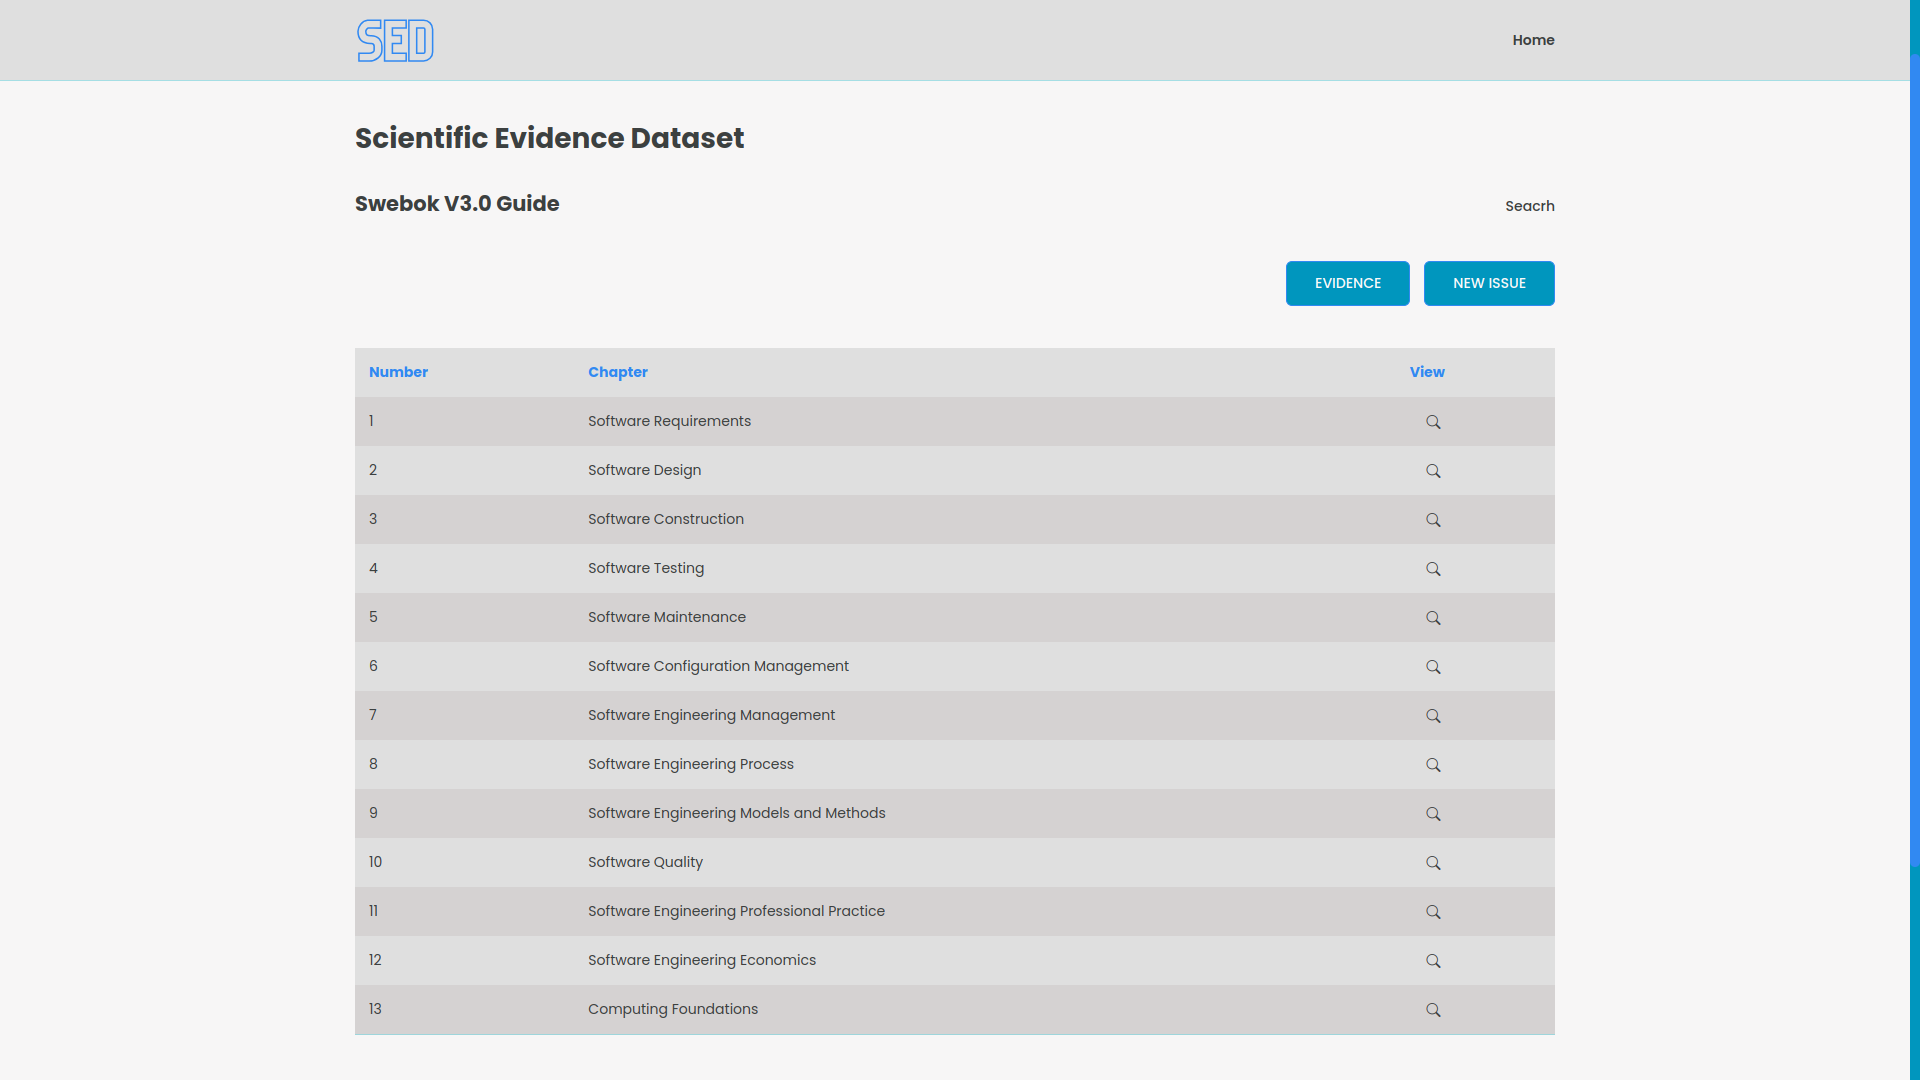 SED
Home
Scientific Evidence Dataset
Swebok V3.0 Guide
Seacrh
EVIDENCE NEW ISSUE
Number Chapter View
1 Software Requirements
2 Software Design
3 Software Construction
4 Software Testing
5 Software Maintenance
6 Software Configuration Management
7 Software Engineering Management
8 Software Engineering Process
9 Software Engineering Models and Methods
10 Software Quality
11 Software Engineering Professional Practice
12 Software Engineering Economics
13 Computing Foundations